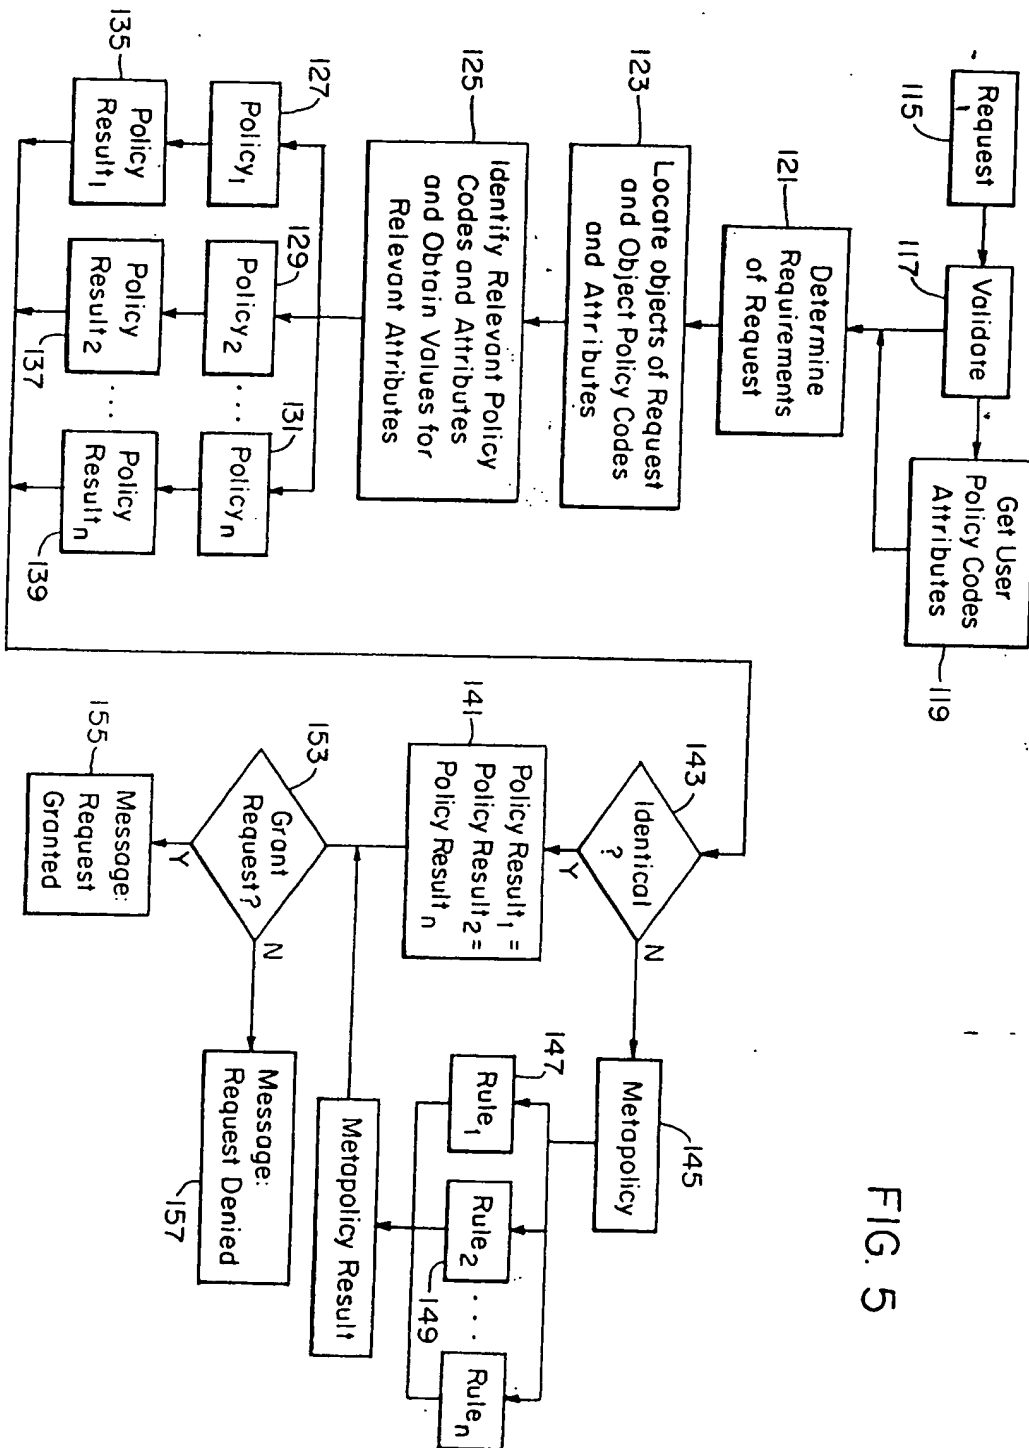 Request
115
Validate
117
Get User
Policy Codes
Attributes
119
Determine
Requirements
of Request
121
Locate objects of Request
and Object Policy Codes
and Attributes
123
Identify Relevant Policy
Codes and Attributes
and Obtain Values for
Relevant Attributes
125
127
Policy1
129
Policy2
. . .
131
Policyn
135
Policy
Result1
Policy
Result2
137
. . .
Policy
Resultn
139
143
Identical
?
Y
N
141
Policy Result1 =
Policy Result2 =
Policy Resultn
Metapolicy
145
147
Rule1
Rule2
149
. . . .
Rulen
Metapolicy Result
153
Grant
Request?
Y
N
155
Message:
Request
Granted
Message:
Request Denied
157
FIG. 5